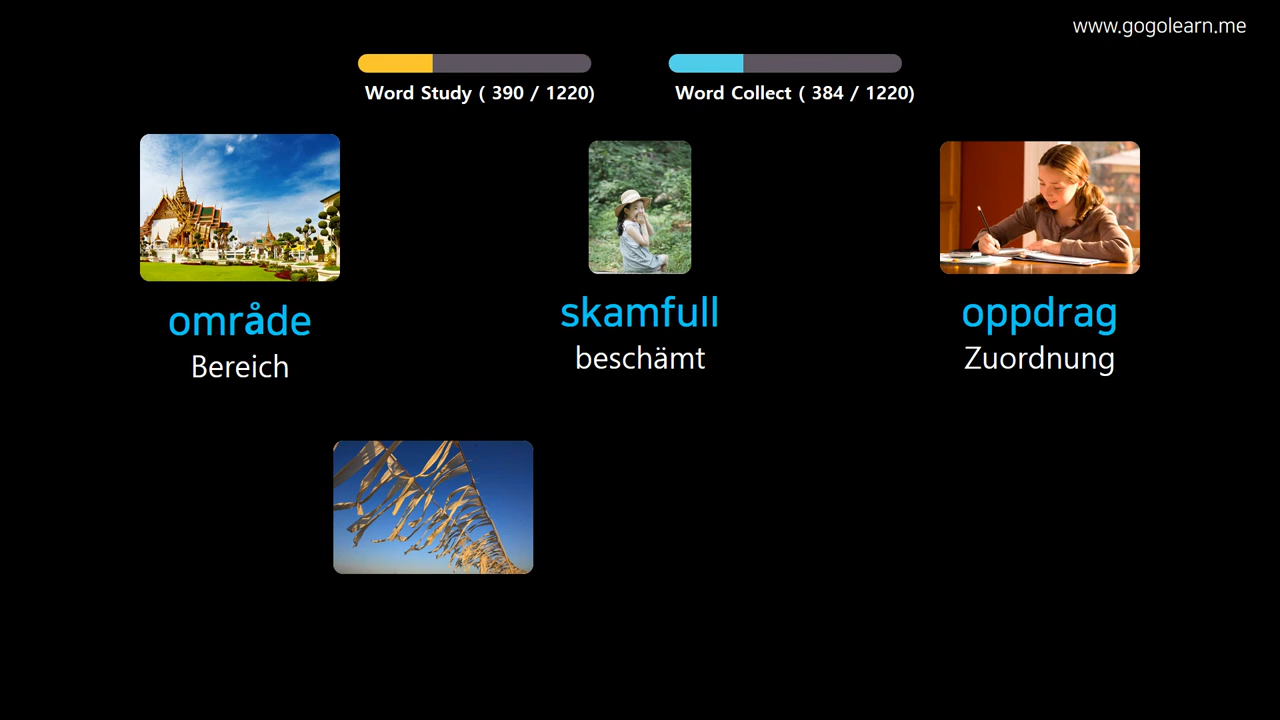 www.gogolearn.me
Word Study ( 390 / 1220)
Word Collect ( 384 / 1220)
område
Bereich
skamfull
beschämt
oppdrag
Zuordnung